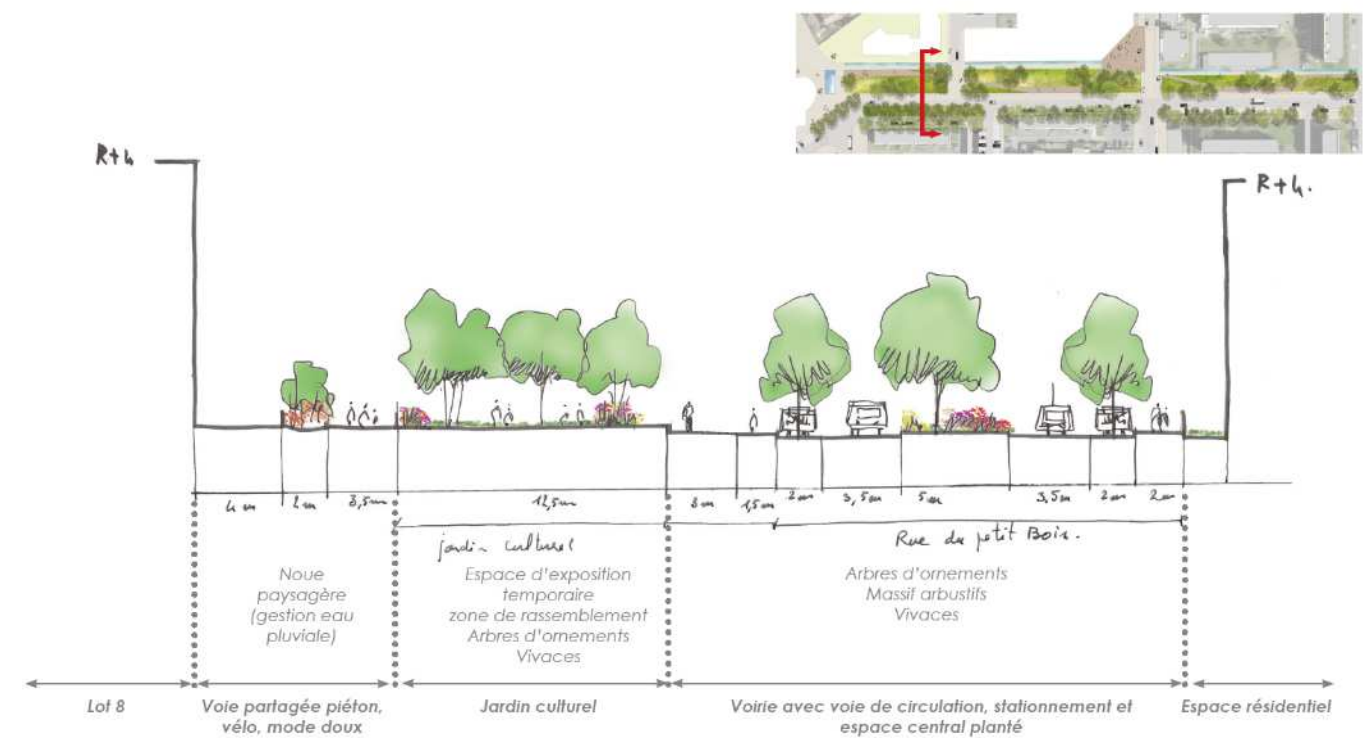 R+4
R+4.
4m
2m
3,5m
12,5m
3m
1,5m
2m
3,5m
5m
3,5m
2m
2m
jardin culturel
Rue du petit Bois.
Noue
paysagère
(gestion eau
pluviale)
Espace d'exposition
temporaire
zone de rassemblement
Arbres d'ornements
Vivaces
Arbres d'ornements
Massif arbustifs
Vivaces
Lot 8
Voie partagée piéton,
vélo, mode doux
Jardin culturel
Voirie avec voie de circulation, stationnement et
espace central planté
Espace résidentiel